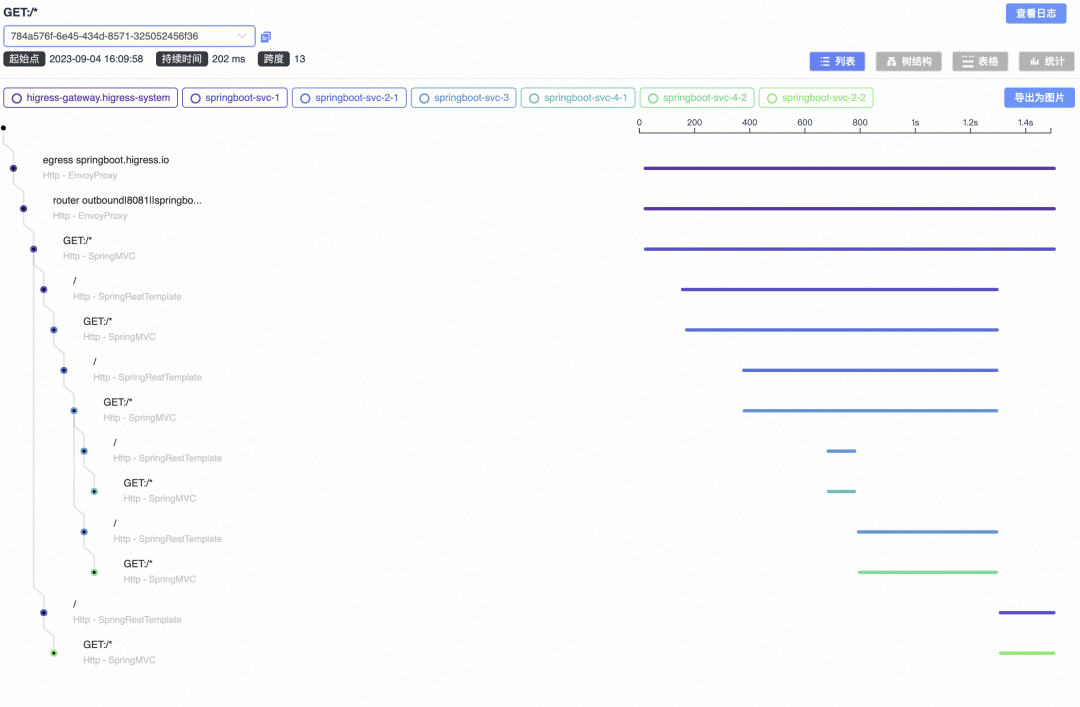 GET:/*
查看日志
784a576f-6e45-434d-8571-325052456f36
起始点 2023-09-04 16:09:58 持续时间 202 ms 跨度 13
列表 树结构 表格 统计
higress-gateway.higress-system springboot-svc-1 springboot-svc-2-1 springboot-svc-3 springboot-svc-4-1 springboot-svc-4-2 springboot-svc-2-2 导出为图片
0 200 400 600 800 1s 1.2s 1.4s
egress springboot.higress.io
Http - EnvoyProxy
router outbound|8081||springbo...
Http - EnvoyProxy
GET:/*
Http - SpringMVC
/
Http - SpringRestTemplate
GET:/*
Http - SpringMVC
/
Http - SpringRestTemplate
GET:/*
Http - SpringMVC
/
Http - SpringRestTemplate
GET:/*
Http - SpringMVC
/
Http - SpringRestTemplate
GET:/*
Http - SpringMVC
/
Http - SpringRestTemplate
GET:/*
Http - SpringMVC